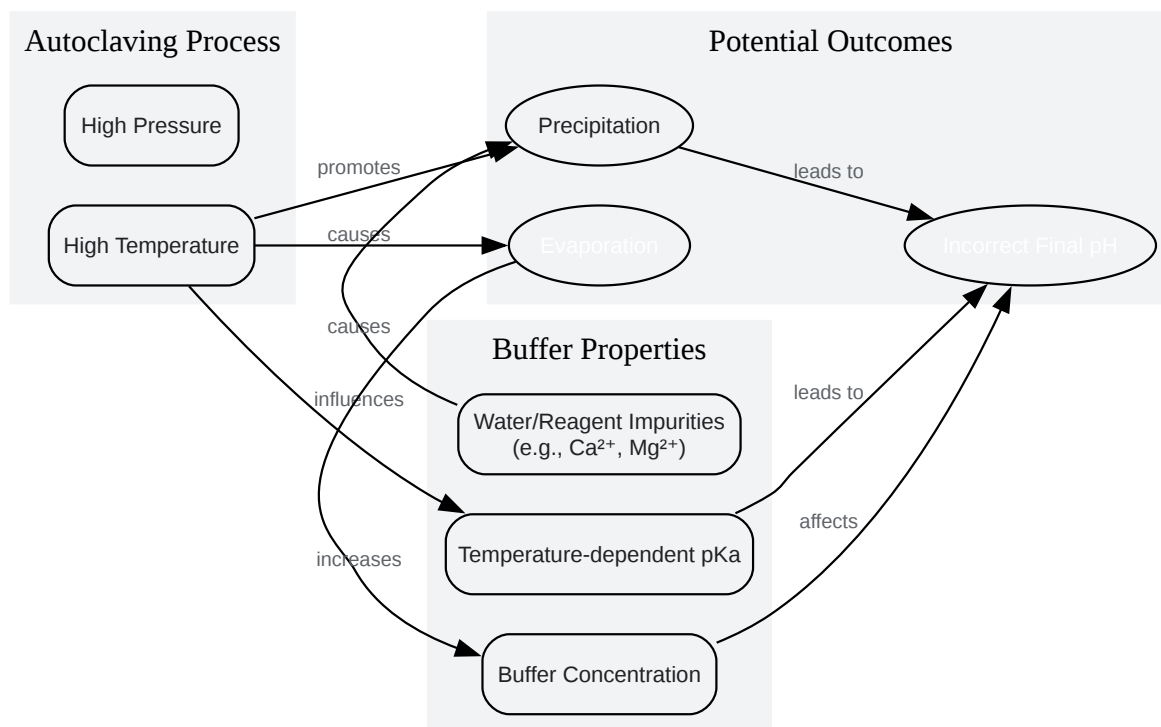 Autoclaving Process
Potential Outcomes
High Pressure
Precipitation
promotes
leads to
High Temperature
causes
Evaporation
Incorrect Final pH
causes
Buffer Properties
influences
leads to
Water/Reagent Impurities
(e.g., Ca²⁺, Mg²⁺)
affects
Temperature-dependent pKa
increases
Buffer Concentration